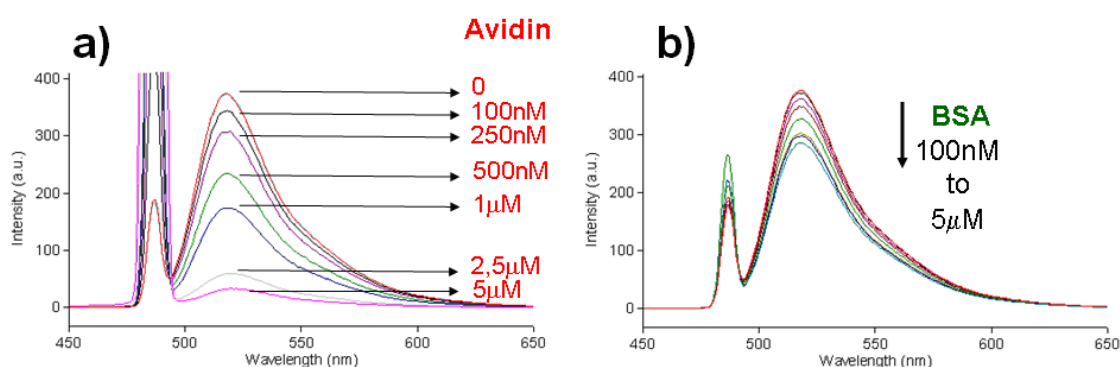 a)
Avidin
0
100nM
250nM
500nM
1μM
2,5μM
5μM
400
300
200
100
0
Intensity (a.u.)
450 500 550 600 650
Wavelength (nm)
b)
BSA
100nM
to
5μM
400
300
200
100
0
Intensity (a.u.)
450 500 550 600 650
Wavelength (nm)